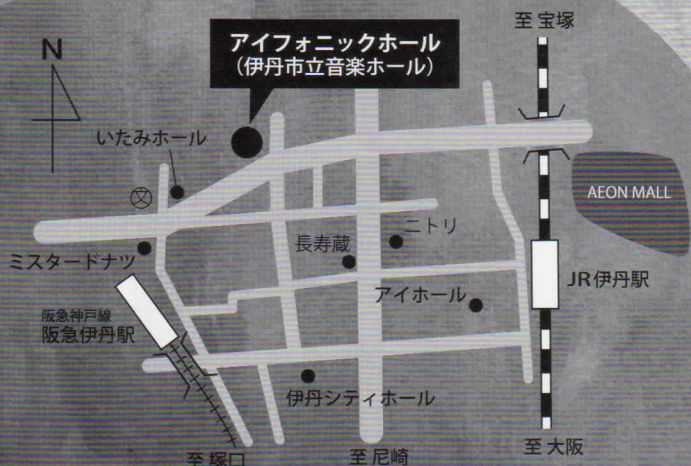 至 宝塚
アイフォニックホール
(伊丹市立音楽ホール)
N
いたみホール
文
AEON MALL
ニトリ
長寿蔵
ミスタードナツ
JR伊丹駅
アイホール
阪急神戸線
阪急伊丹駅
伊丹シティホール
至 大阪
至 塚口
至 尼崎